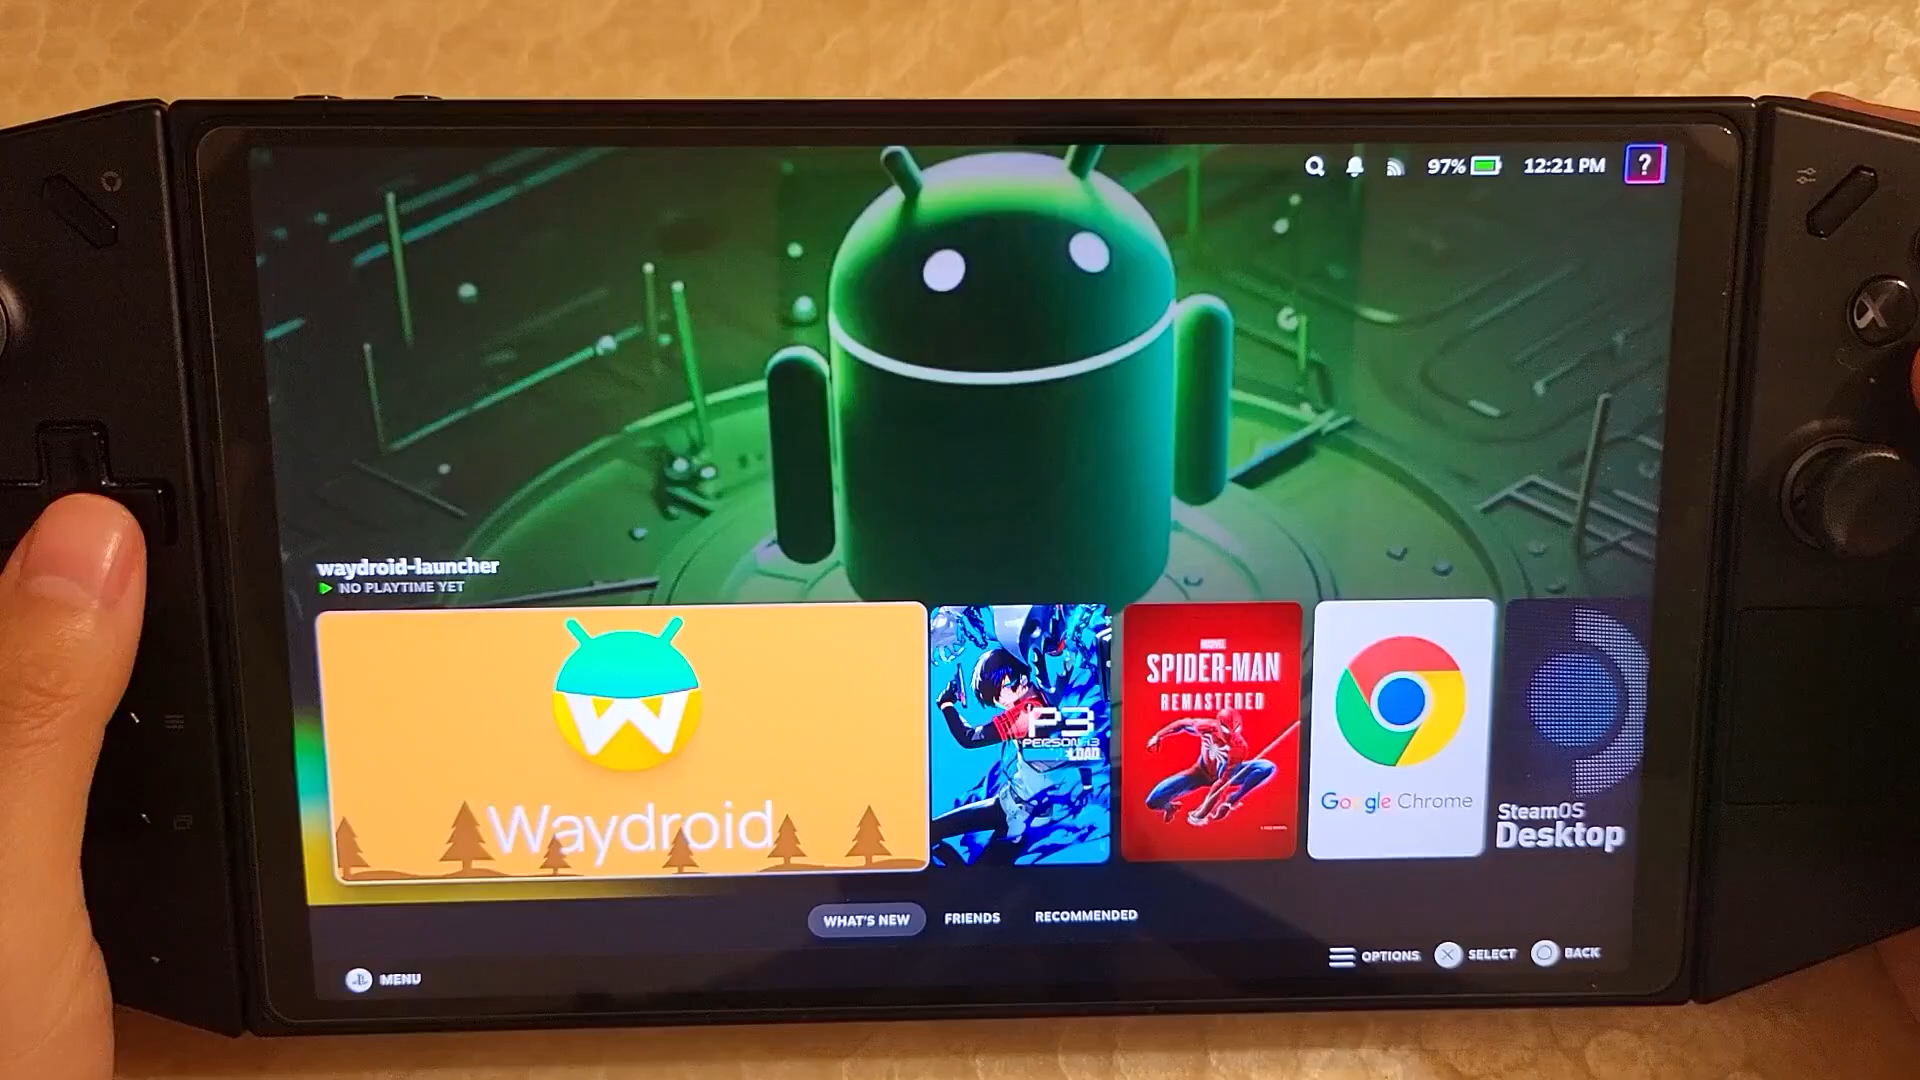 97%
12:21 PM
?
X
waydroid-launcher
NO PLAYTIME YET
W
Waydroid
P3
MARVEL
SPIDER-MAN
REMASTERED
Google Chrome
SteamOS
Desktop
WHAT'S NEW
FRIENDS
RECOMMENDED
OPTIONS
SELECT
BACK
MENU